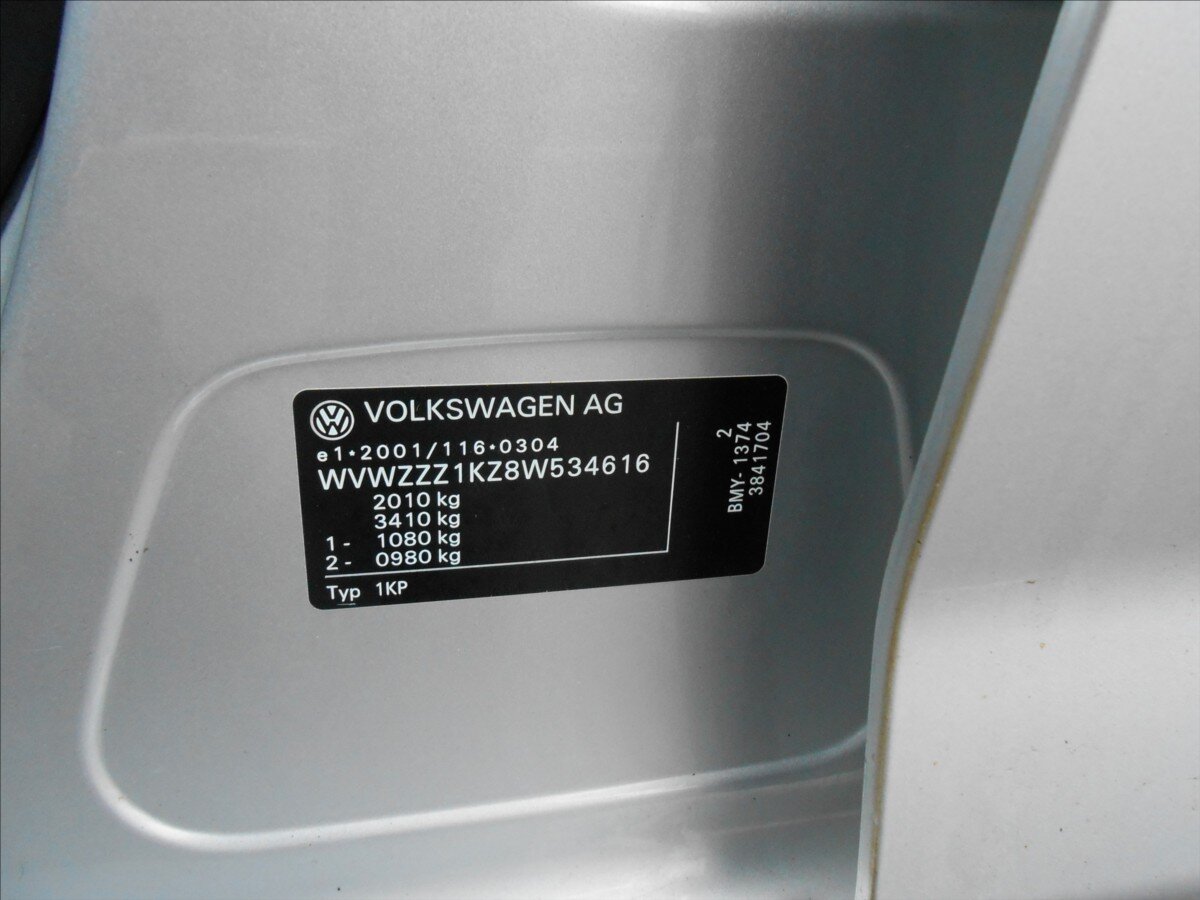 VOLKSWAGEN AG
e1*2001/116*0304
WVWZZZ1KZ8W534616
2010 kg
3410 kg
1 - 1080 kg
2 - 0980 kg
Typ 1KP
2
BMY- 1374
3841704